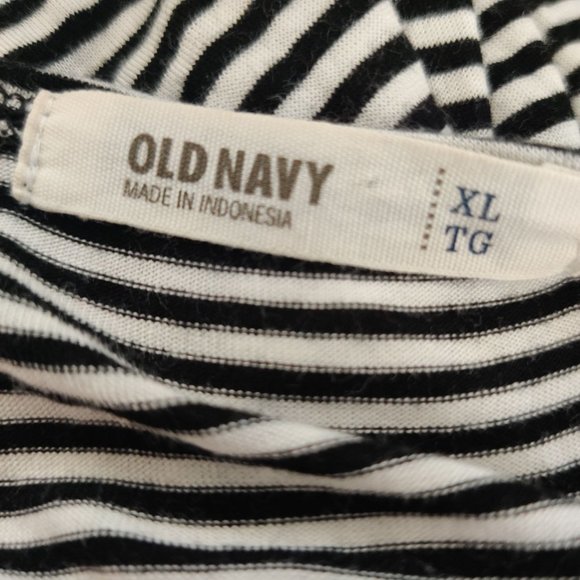 OLD NAVY
MADE IN INDONESIA
XL
TG